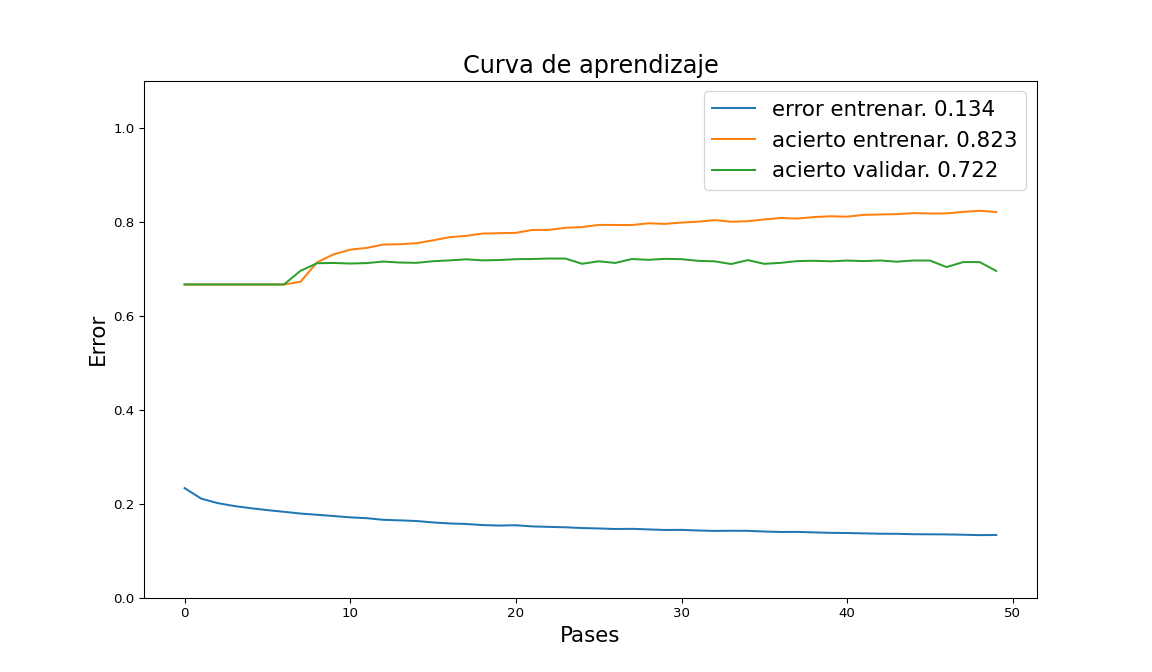 Curva de aprendizaje
error entrenar. 0.134
acierto entrenar. 0.823
acierto validar. 0.722
1.0
0.8
0.6
0.4
0.2
0.0
Error
0 10 20 30 40 50
Pases